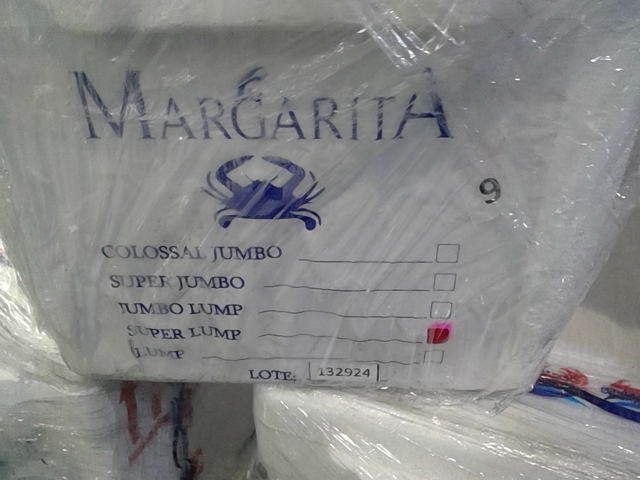 MARGARITA
9
COLOSSAL JUMBO
SUPER JUMBO
JUMBO LUMP
SUPER LUMP
LUMP
LOTE: 132924